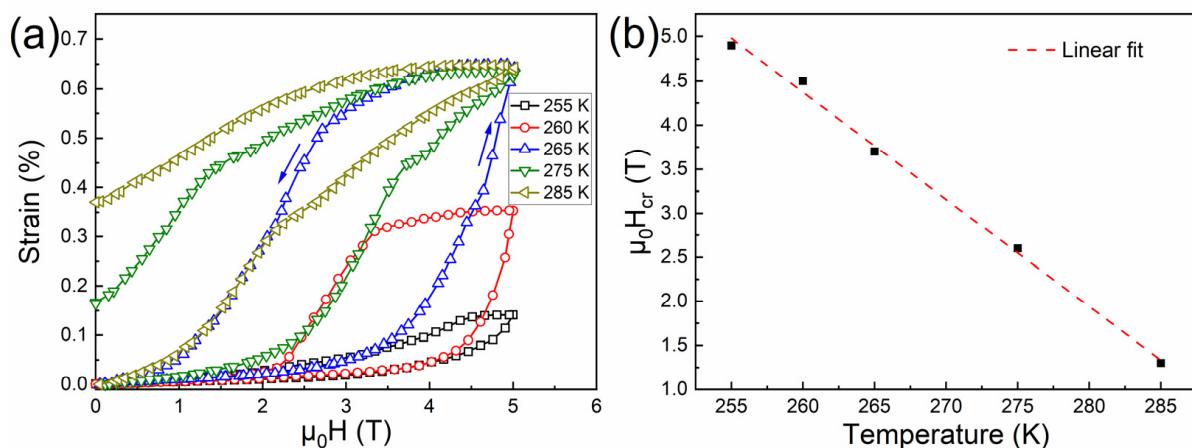 (a)
0.7
0.6
0.5
0.4
0.3
0.2
0.1
0.0
Strain (%)
0 1 2 3 4 5 6
μ₀H (T)
255 K
260 K
265 K
275 K
285 K
(b)
5.0
4.5
4.0
3.5
3.0
2.5
2.0
1.5
1.0
μ₀Hcr (T)
Linear fit
255 260 265 270 275 280 285
Temperature (K)